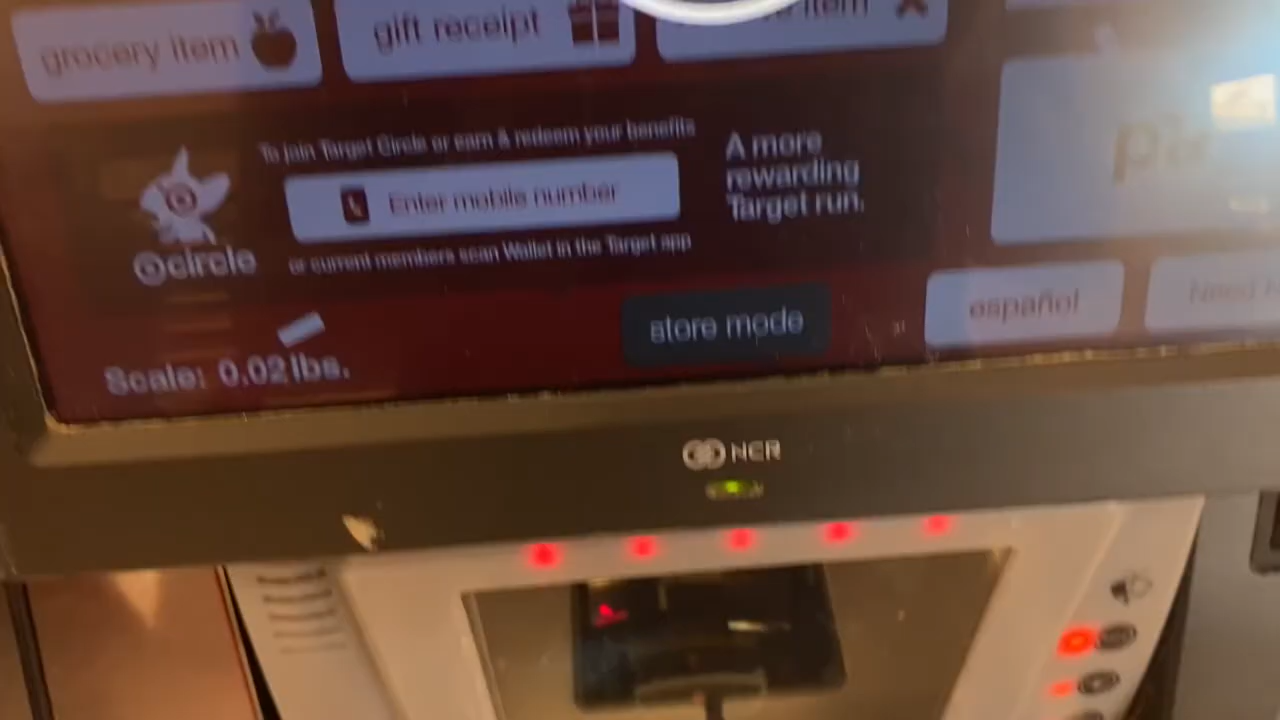 grocery item
gift receipt
item
To join Target Circle or earn & redeem your benefits
Enter mobile number
or current members scan Wallet in the Target app
circle
A more
rewarding
Target run.
español
Need
store mode
Scale: 0.02 lbs.
NCR